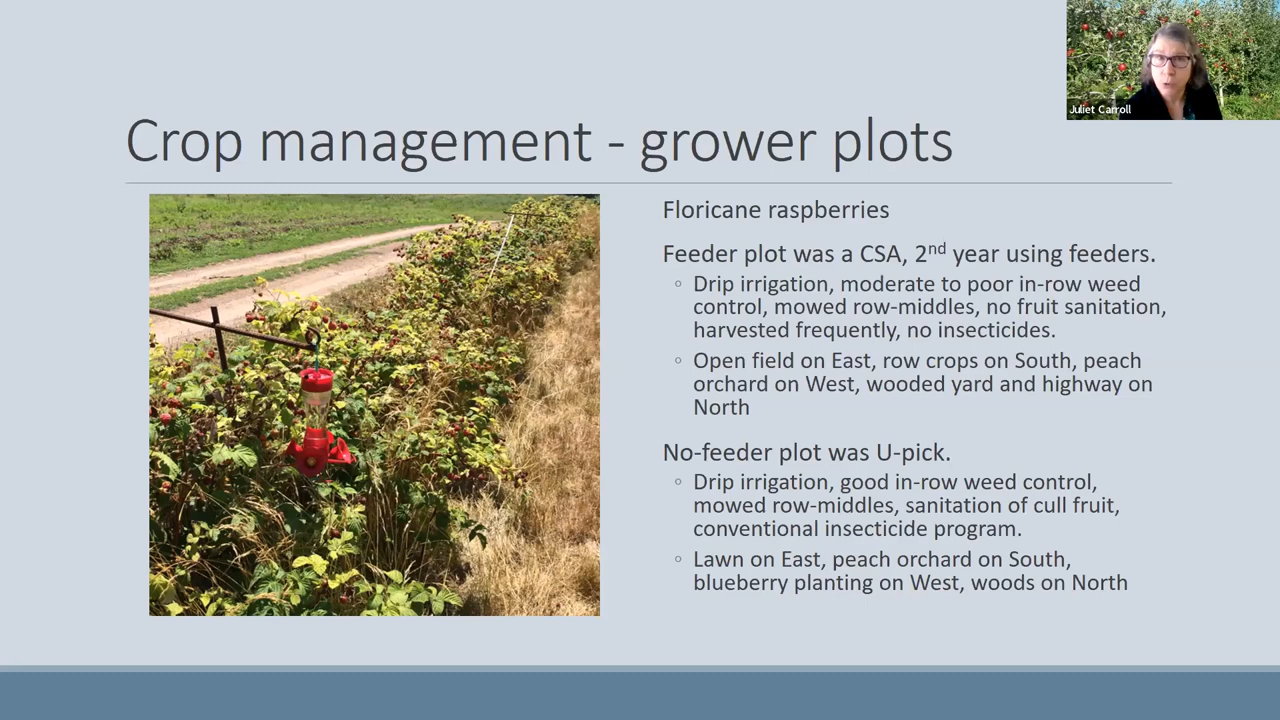 Juliet Carroll
Crop management - grower plots
Floricane raspberries
Feeder plot was a CSA, 2nd year using feeders.
◦ Drip irrigation, moderate to poor in-row weed
control, mowed row-middles, no fruit sanitation,
harvested frequently, no insecticides.
◦ Open field on East, row crops on South, peach
orchard on West, wooded yard and highway on
North
No-feeder plot was U-pick.
◦ Drip irrigation, good in-row weed control,
mowed row-middles, sanitation of cull fruit,
conventional insecticide program.
◦ Lawn on East, peach orchard on South,
blueberry planting on West, woods on North